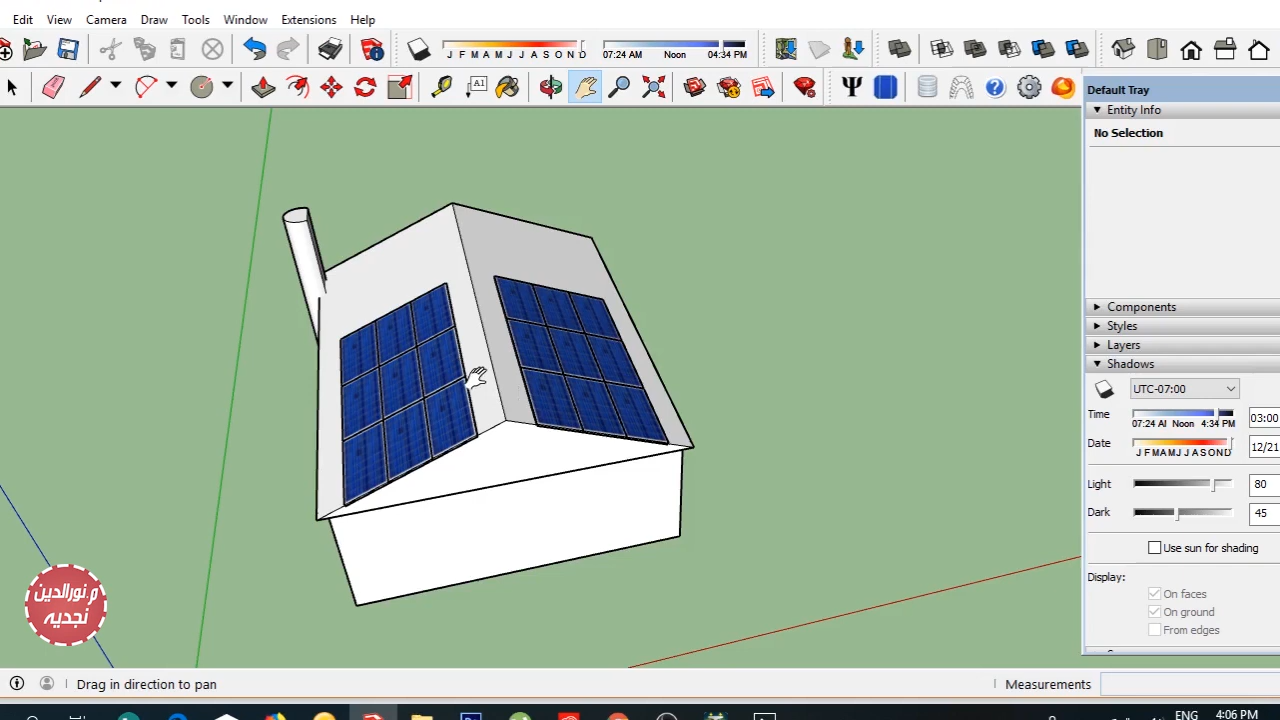 Edit View Camera Draw Tools Window Extensions Help
J F M A M J J A S O N D 07:24 AM Noon 04:34 PM
AI
Default Tray
Entity Info
No Selection
Components
Styles
Layers
Shadows
UTC-07:00
Time 03:00
07:24 AI Noon 4:34 PM
Date 12/21
J F M A M J J A S O N D
Light 80
Dark 45
Use sun for shading
Display:
On faces
On ground
From edges
م.نورالدين
نجديه
Drag in direction to pan
Measurements
ENG 4:06 PM